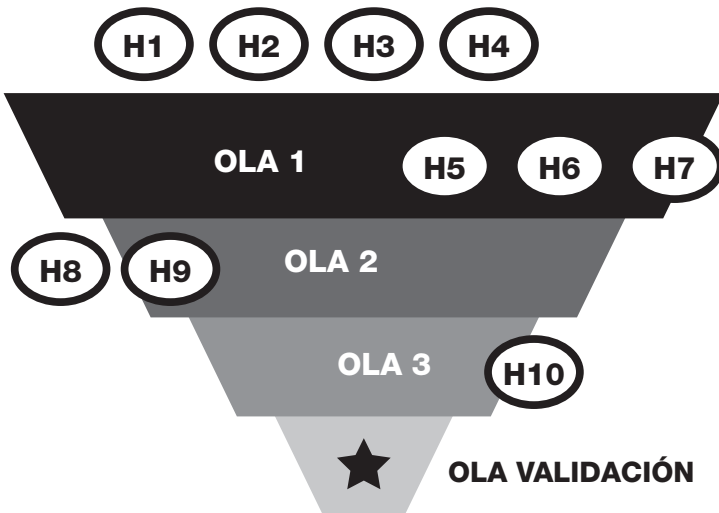 H1 H2 H3 H4
OLA 1 H5 H6 H7
H8 H9 OLA 2
OLA 3 H10
OLA VALIDACIÓN